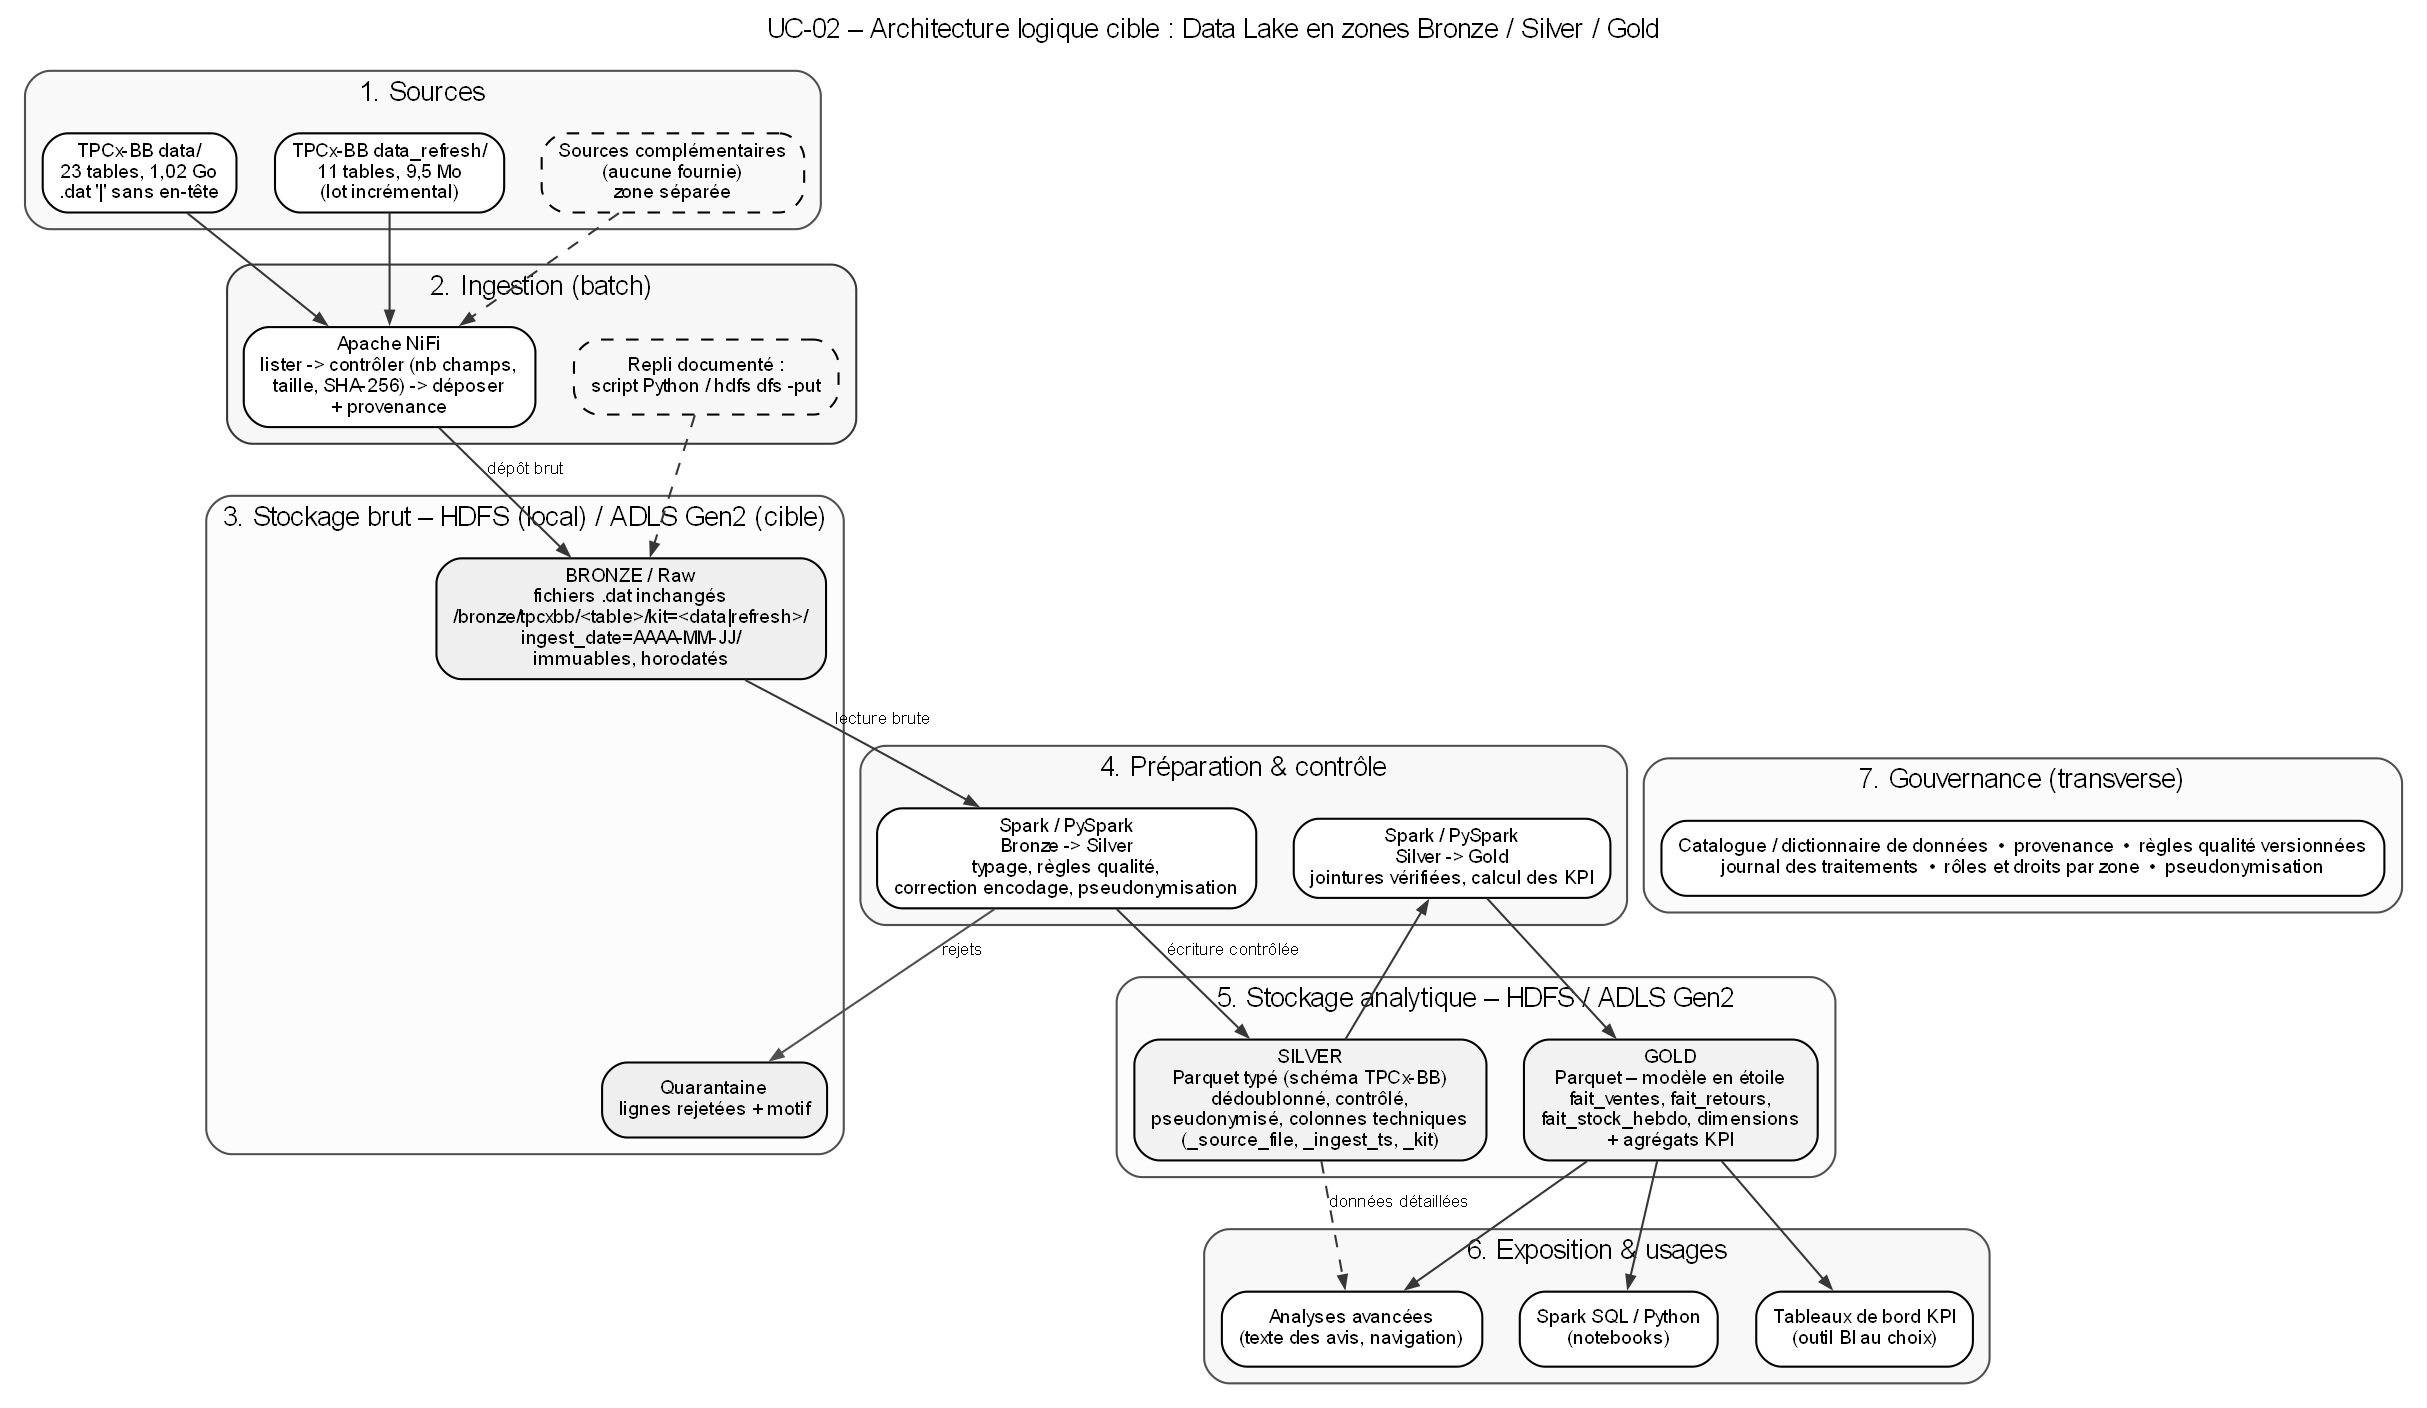 UC-02 – Architecture logique cible : Data Lake en zones Bronze / Silver / Gold
1. Sources
TPCx-BB data/
23 tables, 1,02 Go
.dat '|' sans en-tête
TPCx-BB data_refresh/
11 tables, 9,5 Mo
(lot incrémental)
Sources complémentaires
(aucune fournie)
zone séparée
2. Ingestion (batch)
Apache NiFi
lister -> contrôler (nb champs,
taille, SHA-256) -> déposer
+ provenance
Repli documenté :
script Python / hdfs dfs -put
dépôt brut
3. Stockage brut – HDFS (local) / ADLS Gen2 (cible)
BRONZE / Raw
fichiers .dat inchangés
/bronze/tpcxbb/<table>/kit=<data|refresh>/
ingest_date=AAAA-MM-JJ/
immuables, horodatés
lecture brute
4. Préparation & contrôle
Spark / PySpark
Bronze -> Silver
typage, règles qualité,
correction encodage, pseudonymisation
Spark / PySpark
Silver -> Gold
jointures vérifiées, calcul des KPI
7. Gouvernance (transverse)
Catalogue / dictionnaire de données • provenance • règles qualité versionnées
journal des traitements • rôles et droits par zone • pseudonymisation
rejets
écriture contrôlée
Quarantaine
lignes rejetées + motif
5. Stockage analytique – HDFS / ADLS Gen2
SILVER
Parquet typé (schéma TPCx-BB)
dédoublonné, contrôlé,
pseudonymisé, colonnes techniques
(_source_file, _ingest_ts, _kit)
GOLD
Parquet – modèle en étoile
fait_ventes, fait_retours,
fait_stock_hebdo, dimensions
+ agrégats KPI
données détaillées
6. Exposition & usages
Analyses avancées
(texte des avis, navigation)
Spark SQL / Python
(notebooks)
Tableaux de bord KPI
(outil BI au choix)